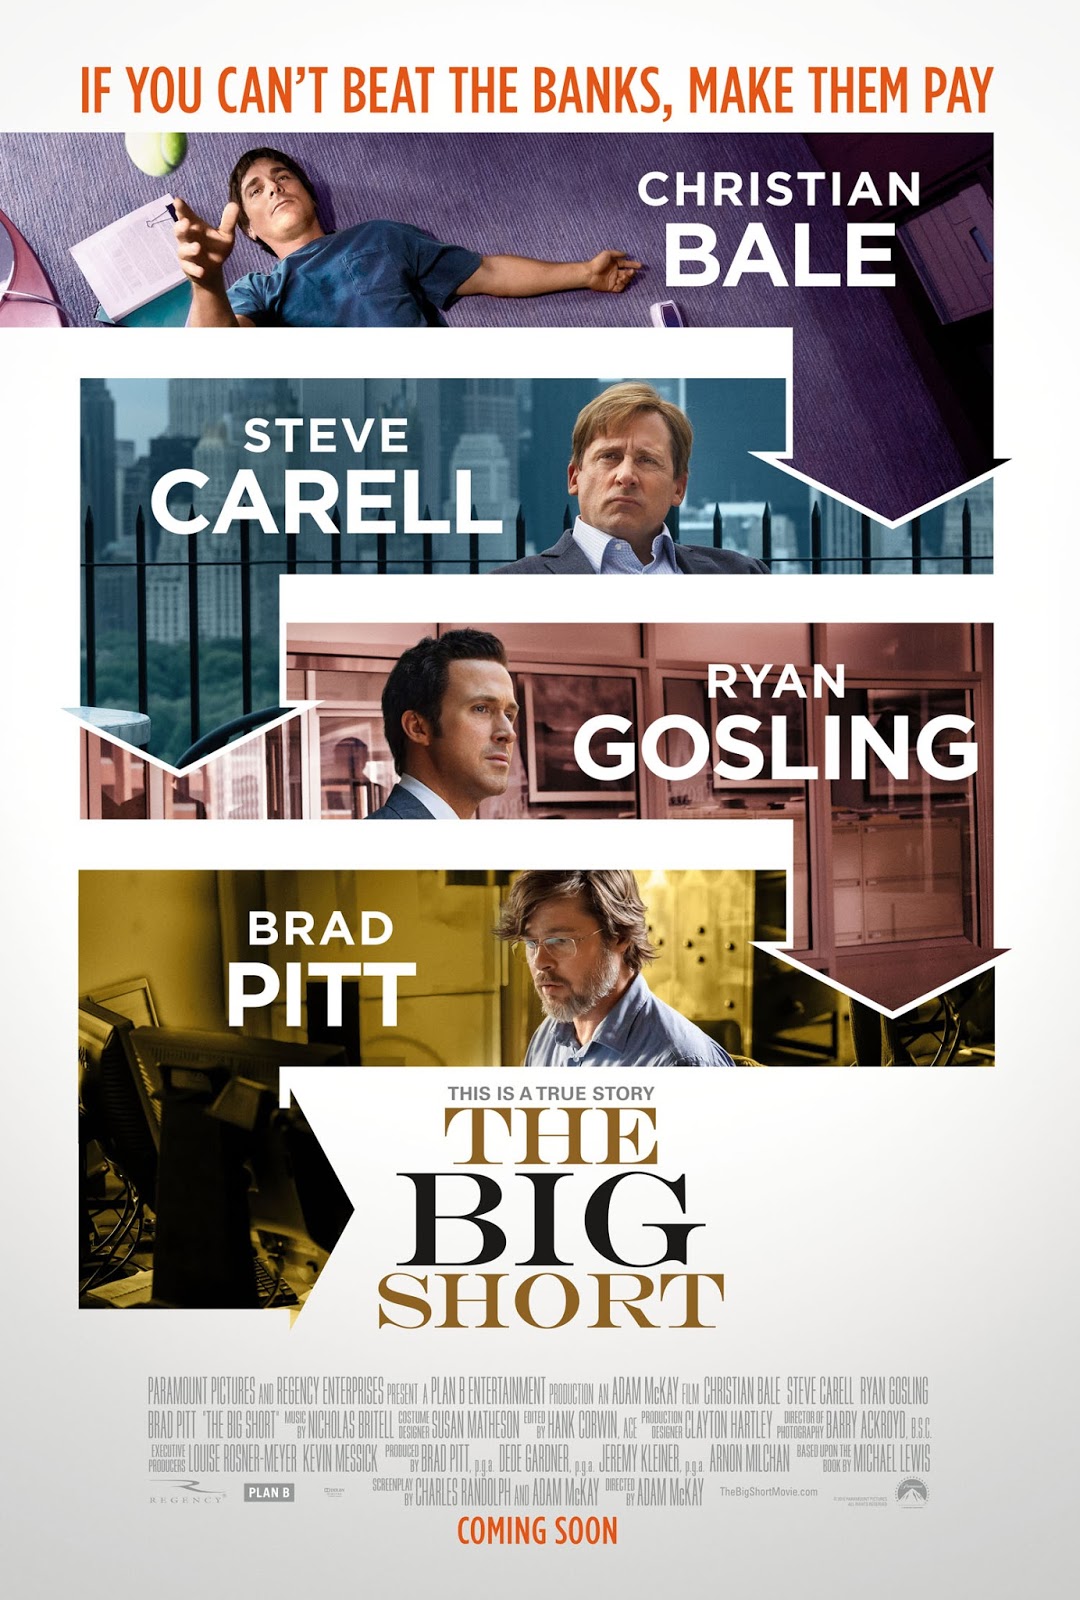 IF YOU CAN'T BEAT THE BANKS, MAKE THEM PAY
CHRISTIAN
BALE
STEVE
CARELL
RYAN
GOSLING
BRAD
PITT
THIS IS A TRUE STORY
THE
BIG
SHORT
PARAMOUNT PICTURES AND REGENCY ENTERPRISES PRESENT A PLAN B ENTERTAINMENT PRODUCTION AN ADAM McKAY FILM CHRISTIAN BALE STEVE CARELL RYAN GOSLING
BRAD PITT "THE BIG SHORT" MUSIC BY NICHOLAS BRITELL COSTUME DESIGNER SUSAN MATHESON EDITED BY HANK CORWIN, ACE PRODUCTION DESIGNER CLAYTON HARTLEY DIRECTOR OF PHOTOGRAPHY BARRY ACKROYD, B.S.C.
EXECUTIVE PRODUCERS LOUISE ROSNER-MEYER KEVIN MESSICK PRODUCED BY BRAD PITT, p.g.a. DEDE GARDNER, p.g.a. JEREMY KLEINER, p.g.a. ARNON MILCHAN BASED UPON THE BOOK BY MICHAEL LEWIS
SCREENPLAY BY CHARLES RANDOLPH AND ADAM McKAY DIRECTED BY ADAM McKAY TheBigShortMovie.com
REGENCY PLAN B
COMING SOON